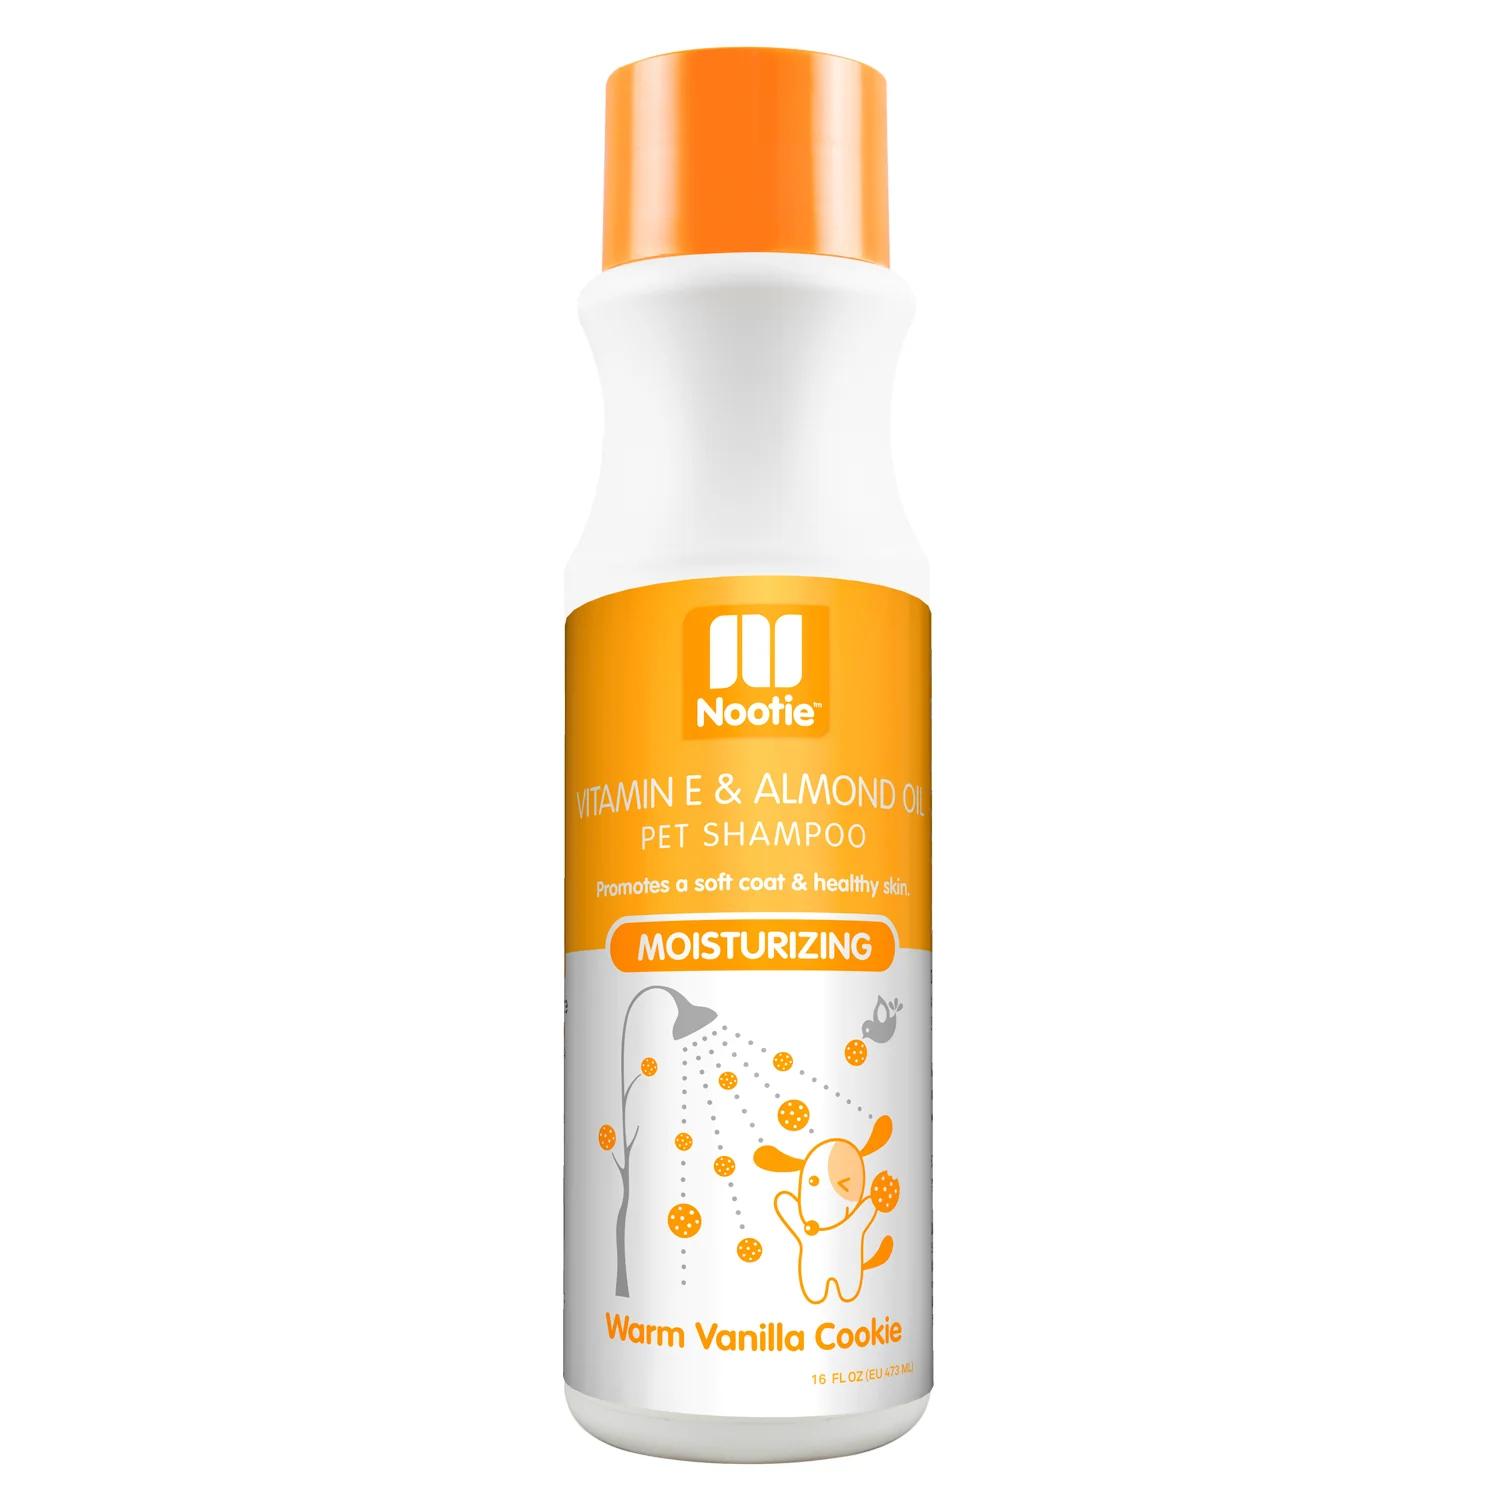 Nootie™
VITAMIN E & ALMOND OIL
PET SHAMPOO
Promotes a soft coat & healthy skin.
MOISTURIZING
Warm Vanilla Cookie
16 FL OZ (EU 473 ML)